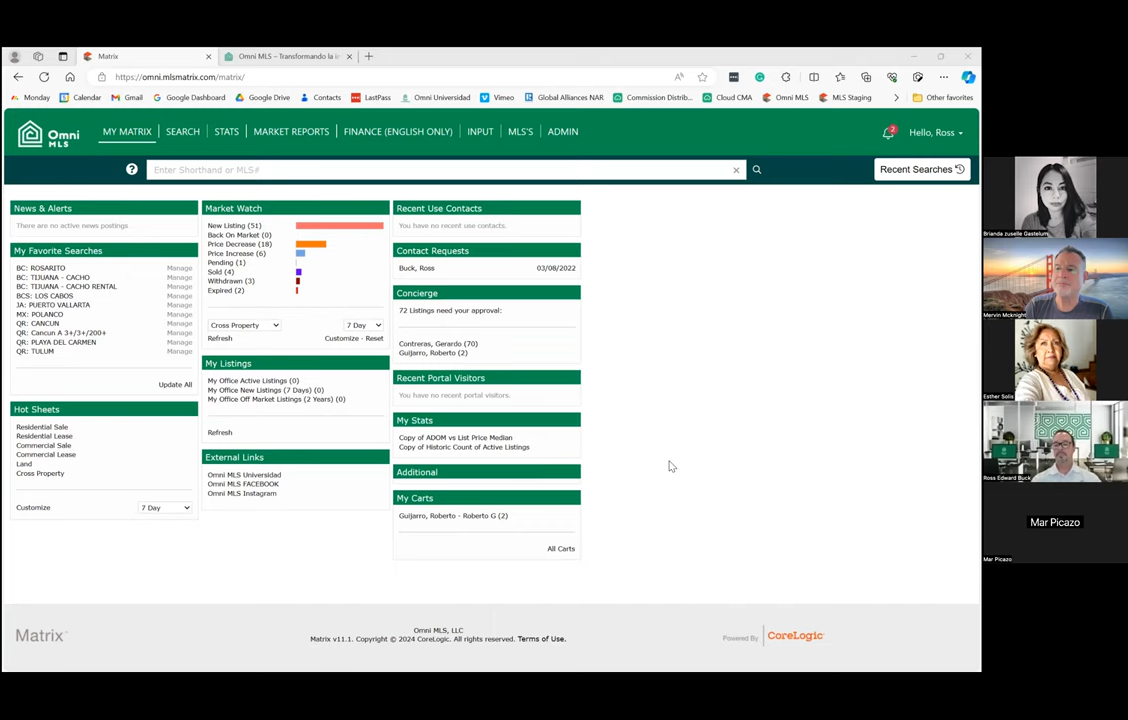 Matrix
Omni MLS – Transformando la i
https://omni.mlsmatrix.com/matrix/
Monday
Calendar
Gmail
Google Dashboard
Google Drive
Contacts
LastPass
Omni Universidad
Vimeo
Global Alliances NAR
Commission Distrib...
Cloud CMA
Omni MLS
MLS Staging
Other favorites
Omni
MLS
MY MATRIX
SEARCH
STATS
MARKET REPORTS
FINANCE (ENGLISH ONLY)
INPUT
MLS'S
ADMIN
2
Hello, Ross
Enter Shorthand or MLS#
Recent Searches
News & Alerts
There are no active news postings.
My Favorite Searches
BC: ROSARITO Manage
BC: TIJUANA - CACHO Manage
BC: TIJUANA - CACHO RENTAL Manage
BCS: LOS CABOS Manage
JA: PUERTO VALLARTA Manage
MX: POLANCO Manage
QR: CANCUN Manage
QR: Cancun A 3+/3+/200+ Manage
QR: PLAYA DEL CARMEN Manage
QR: TULUM Manage
Update All
Hot Sheets
Residential Sale
Residential Lease
Commercial Sale
Commercial Lease
Land
Cross Property
Customize 7 Day
Market Watch
New Listing (51)
Back On Market (0)
Price Decrease (18)
Price Increase (6)
Pending (1)
Sold (4)
Withdrawn (3)
Expired (2)
Cross Property 7 Day
Refresh Customize - Reset
My Listings
My Office Active Listings (0)
My Office New Listings (7 Days) (0)
My Office Off Market Listings (2 Years) (0)
Refresh
External Links
Omni MLS Universidad
Omni MLS FACEBOOK
Omni MLS Instagram
Recent Use Contacts
You have no recent use contacts.
Contact Requests
Buck, Ross 03/08/2022
Concierge
72 Listings need your approval:
Contreras, Gerardo (70)
Guijarro, Roberto (2)
Recent Portal Visitors
You have no recent portal visitors.
My Stats
Copy of ADOM vs List Price Median
Copy of Historic Count of Active Listings
Additional
My Carts
Guijarro, Roberto - Roberto G (2)
All Carts
Matrix
Omni MLS, LLC
Matrix v11.1. Copyright © 2024 CoreLogic. All rights reserved. Terms of Use.
Powered By CoreLogic
Brianda zuselle Gastelum
Mervin Mcknight
Esther Solis
Ross Edward Buck
Mar Picazo
Mar Picazo